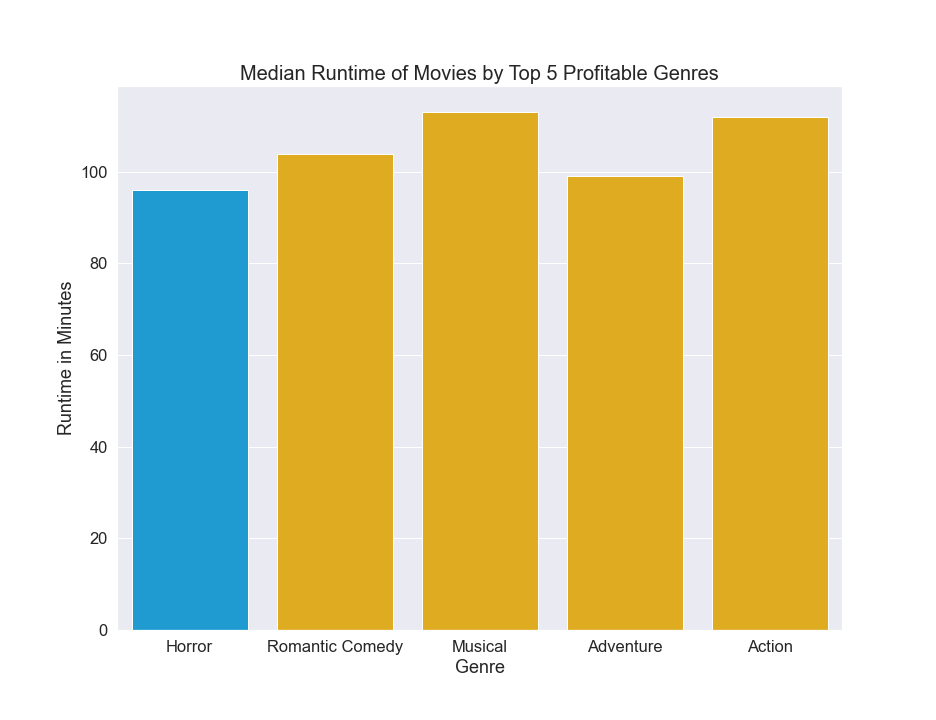 Median Runtime of Movies by Top 5 Profitable Genres
Runtime in Minutes
100
80
60
40
20
0
Horror Romantic Comedy Musical Adventure Action
Genre